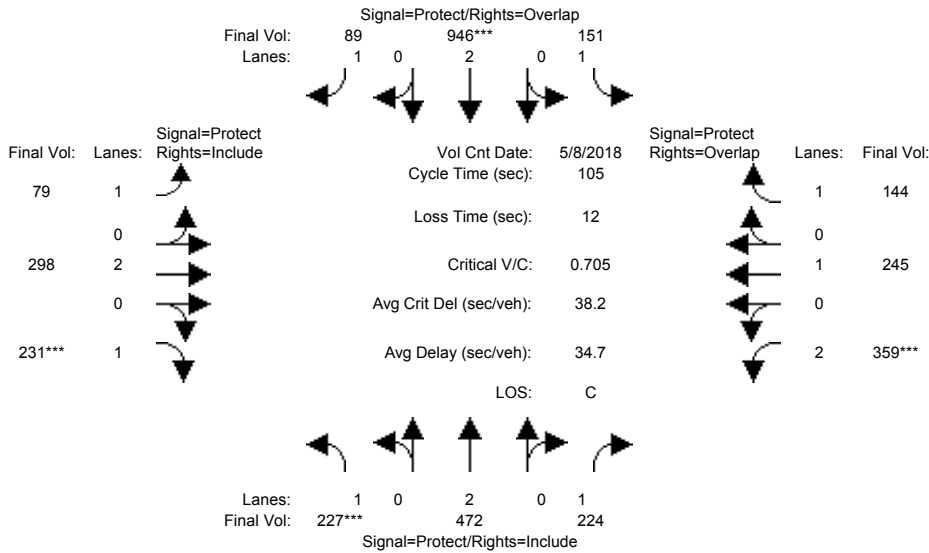 Signal=Protect/Rights=Overlap
Final Vol: 89 946*** 151
Lanes: 1 0 2 0 1
Signal=Protect Signal=Protect
Final Vol: Lanes: Rights=Include Vol Cnt Date: 5/8/2018 Rights=Overlap Lanes: Final Vol:
Cycle Time (sec): 105
79 1 1 144
Loss Time (sec): 12
0 0
298 2 Critical V/C: 0.705 1 245
0 Avg Crit Del (sec/veh): 38.2 0
231*** 1 Avg Delay (sec/veh): 34.7 2 359***
LOS: C
Lanes: 1 0 2 0 1
Final Vol: 227*** 472 224
Signal=Protect/Rights=Include